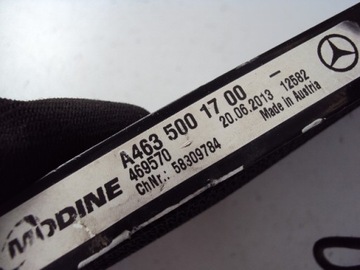 MODINE
A463 500 17 00
469570
ChNr.: 58309784
20.06.2013 - 12582
Made in Austria